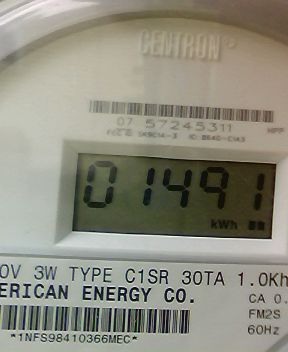 CENTRON®
07 57245311
HPP
01491
kWh
0V 3W TYPE C1SR 30TA 1.0Kh
ERICAN ENERGY CO.
CA 0.
FM2S
60Hz
*1NFS98410366MEC*